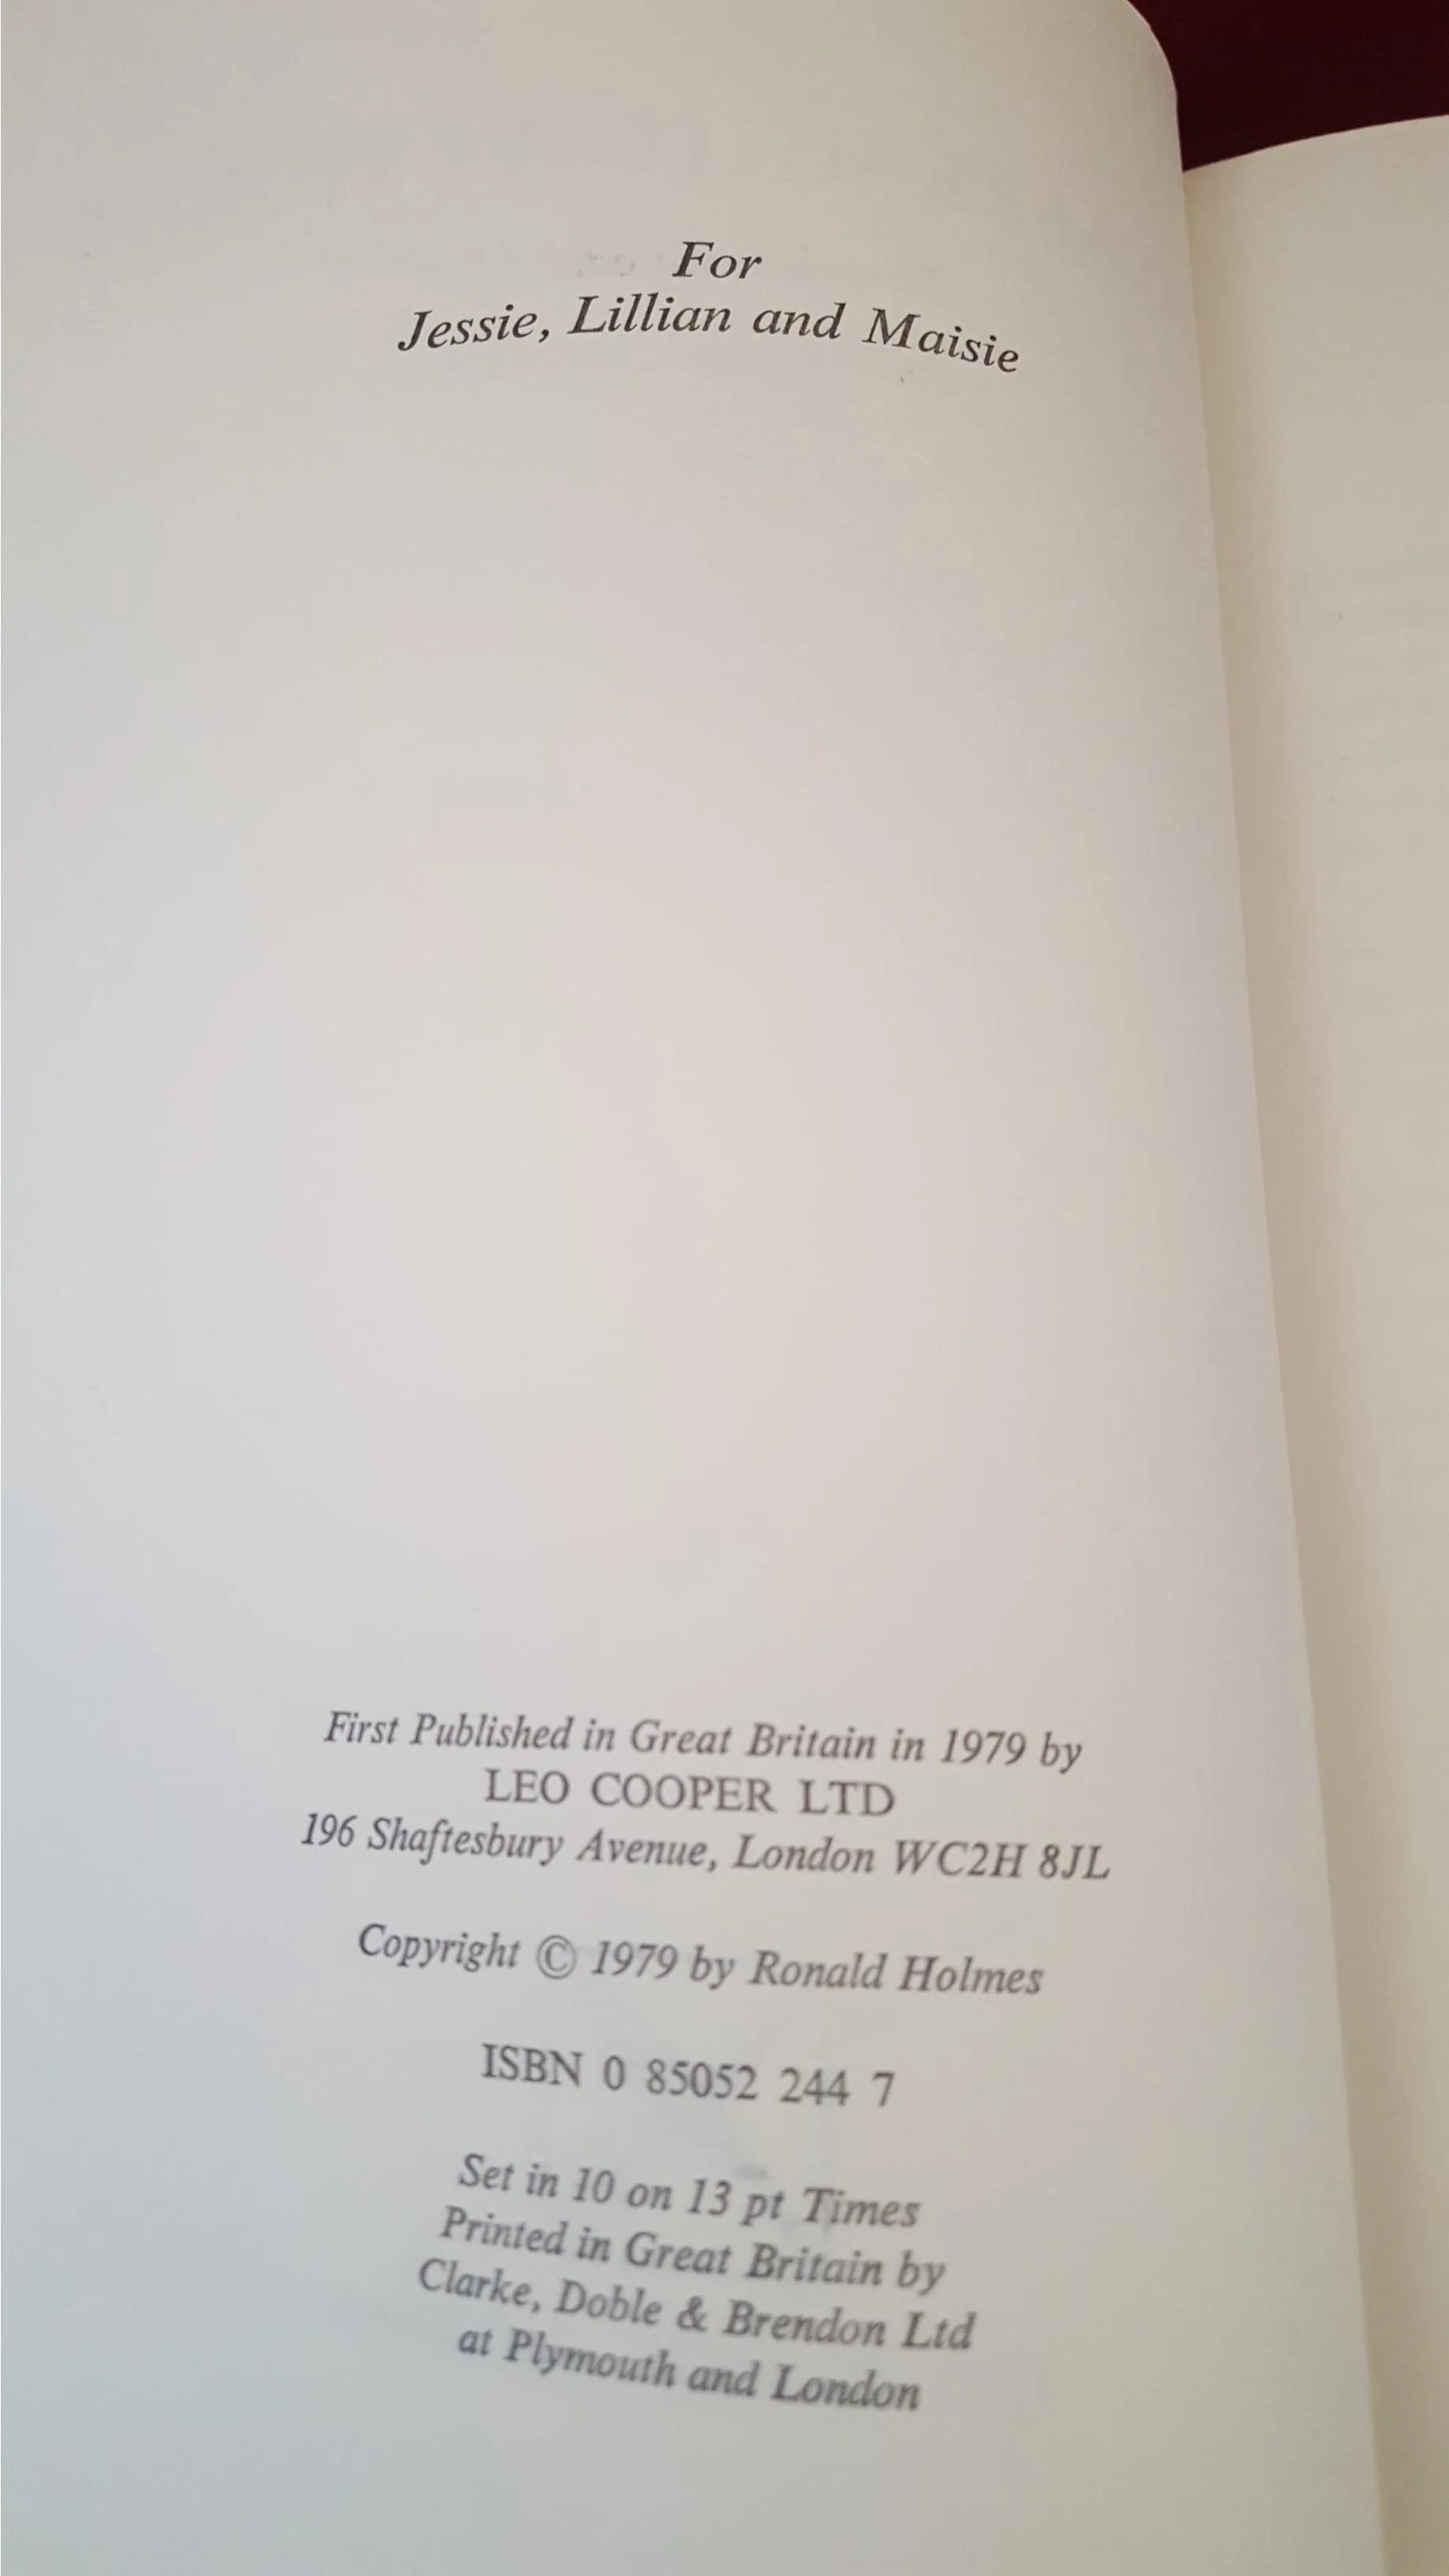 For
Jessie, Lillian and Maisie
First Published in Great Britain in 1979 by
LEO COOPER LTD
196 Shaftesbury Avenue, London WC2H 8JL
Copyright © 1979 by Ronald Holmes
ISBN 0 85052 244 7
Set in 10 on 13 pt Times
Printed in Great Britain by
Clarke, Doble & Brendon Ltd
at Plymouth and London